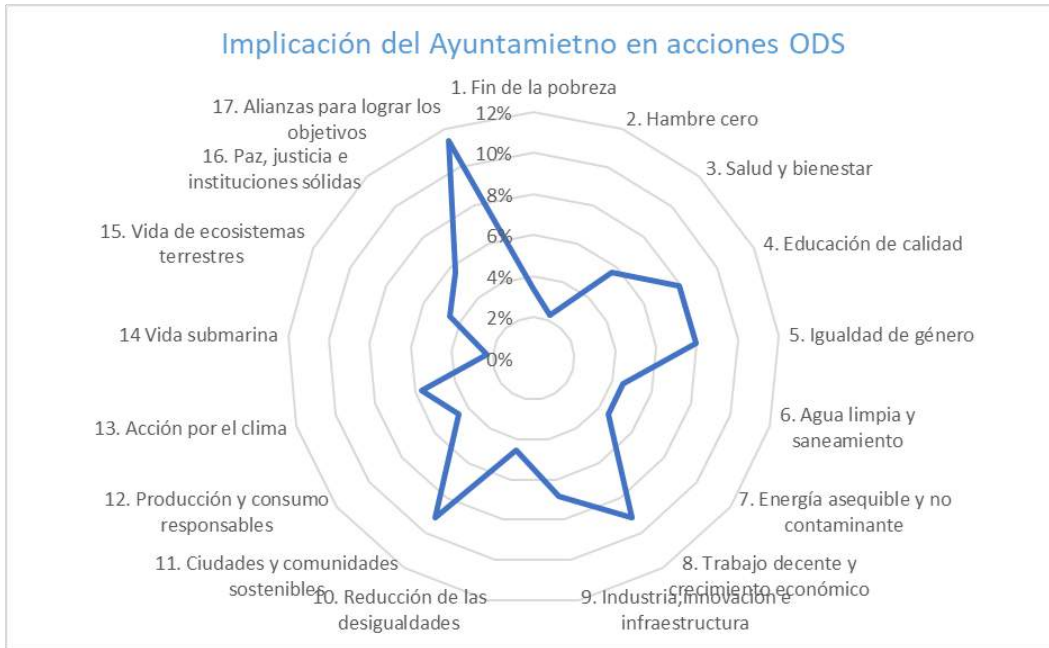 Implicación del Ayuntamietno en acciones ODS
1. Fin de la pobreza
2. Hambre cero
3. Salud y bienestar
4. Educación de calidad
5. Igualdad de género
6. Agua limpia y
saneamiento
7. Energía asequible y no
contaminante
8. Trabajo decente y
crecimiento económico
9. Industria,innovación e
infraestructura
10. Reducción de las
desigualdades
11. Ciudades y comunidades
sostenibles
12. Producción y consumo
responsables
13. Acción por el clima
14 Vida submarina
15. Vida de ecosistemas
terrestres
16. Paz, justicia e
instituciones sólidas
17. Alianzas para lograr los
objetivos
12%
10%
8%
6%
4%
2%
0%